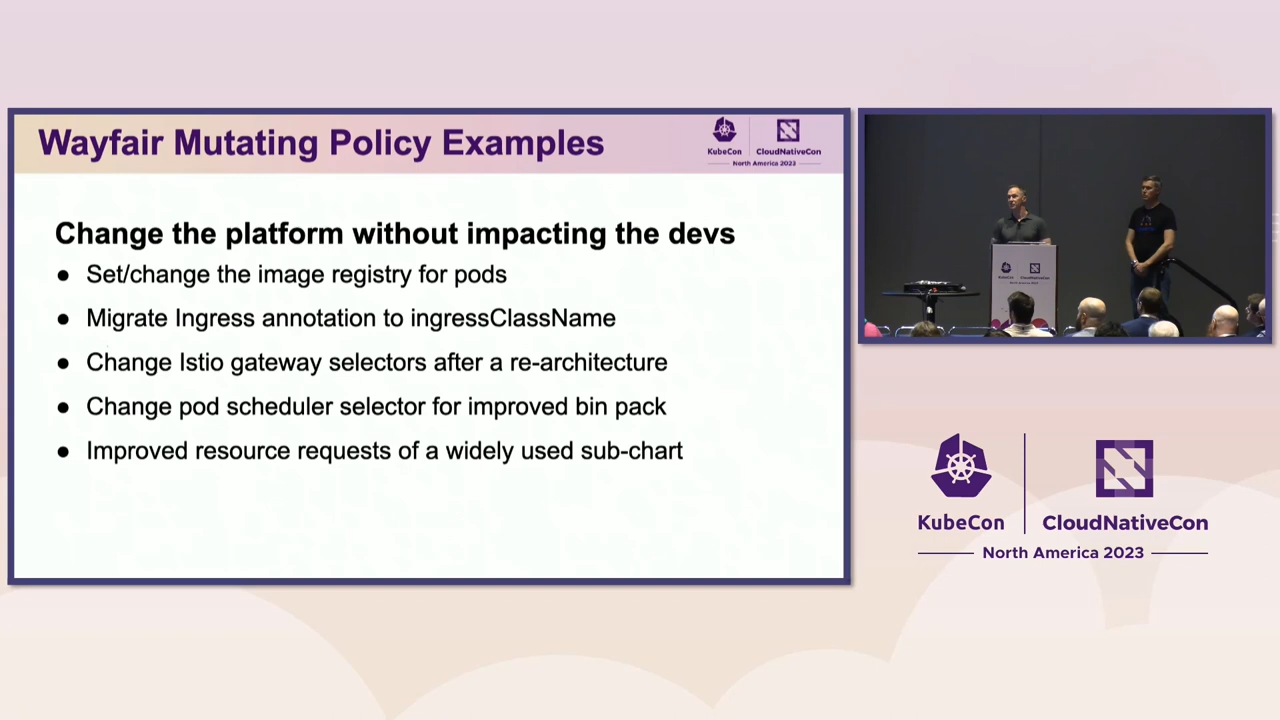 Wayfair Mutating Policy Examples
KubeCon
CloudNativeCon
North America 2023
Change the platform without impacting the devs
● Set/change the image registry for pods
● Migrate Ingress annotation to ingressClassName
● Change Istio gateway selectors after a re-architecture
● Change pod scheduler selector for improved bin pack
● Improved resource requests of a widely used sub-chart
KubeCon
CloudNativeCon
North America 2023